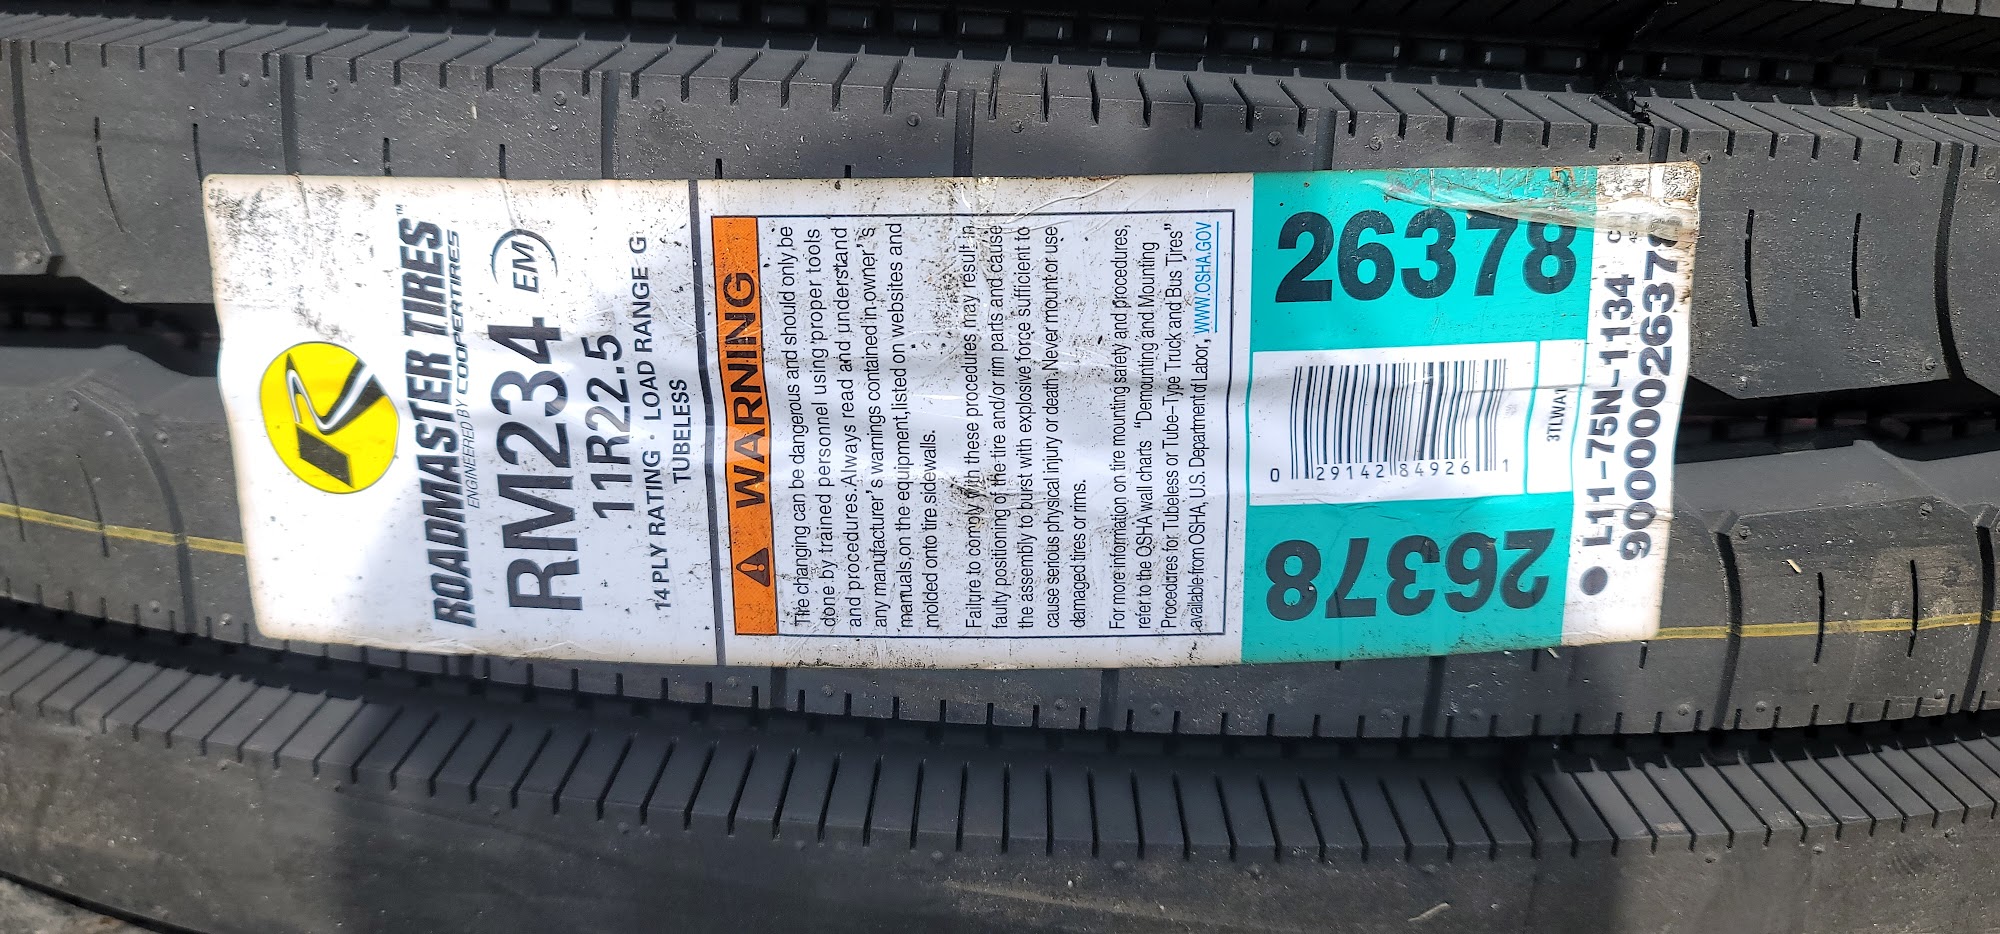 ROADMASTER TIRES™
ENGINEERED BY COOPERTIRES
RM234 EM
11R22.5
14 PLY RATING · LOAD RANGE G
TUBELESS
WARNING
Tire changing can be dangerous and should only be
done by trained personnel using proper tools
and procedures. Always read and understand
any manufacturer's warnings contained in owner's
manuals, on the equipment, listed on websites and
molded onto tire sidewalls.
Failure to comply with these procedures may result in
faulty positioning of the tire and/or rim parts and cause
the assembly to burst with explosive force sufficient to
cause serious physical injury or death. Never mount or use
damaged tires or rims.
For more information on tire mounting safety and procedures,
refer to the OSHA wall charts "Demounting and Mounting
Procedures for Tubeless or Tube-Type Truck and Bus Tires"
available from OSHA, U.S. Department of Labor, WWW.OSHA.GOV
26378
0 29142 84926 1
3TLWA
26378
L11-75N-1134
90000026378